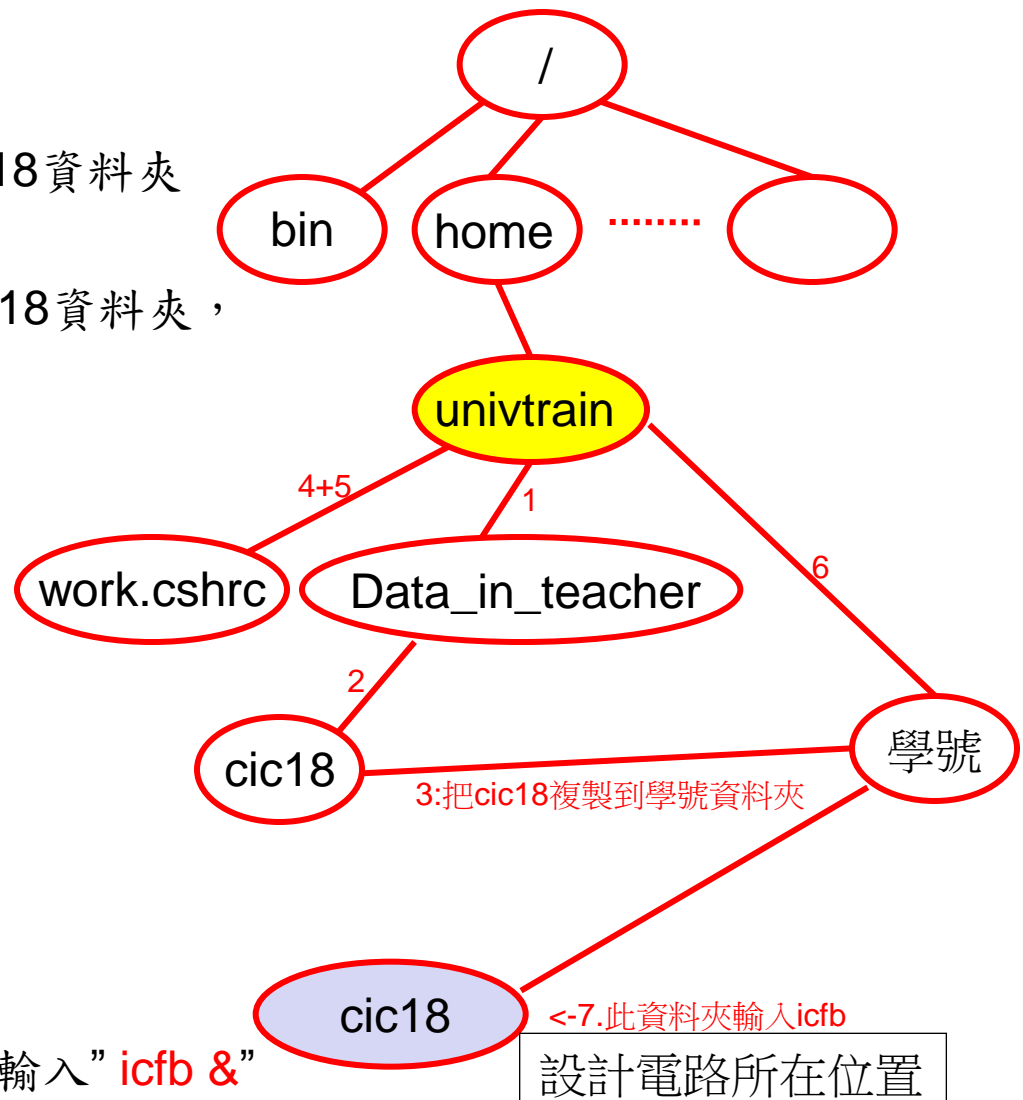 /
18資料夾
bin
home
........
18資料夾，
univtrain
4+5
1
work.cshrc
Data_in_teacher
6
2
cic18
學號
3:把cic18複製到學號資料夾
cic18
<-7.此資料夾輸入icfb
輸入” icfb &”
設計電路所在位置